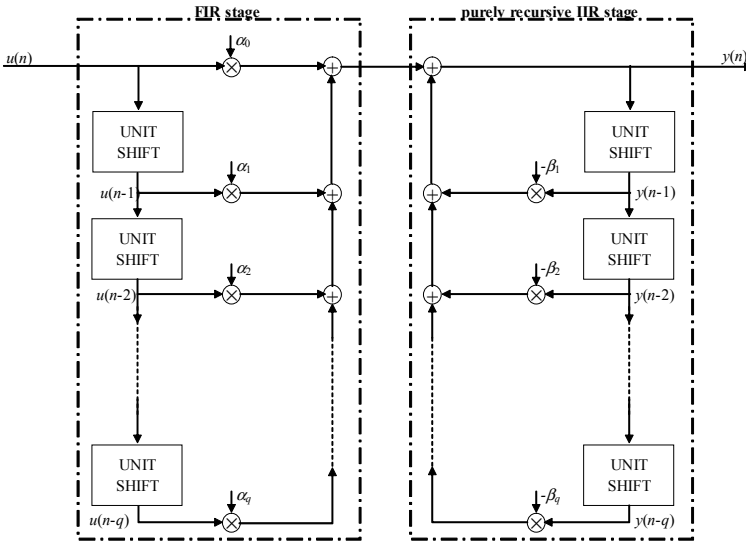 FIR stage
purely recursive IIR stage
u(n)
α0
y(n)
UNIT
SHIFT
UNIT
SHIFT
u(n-1)
α1
-β1
y(n-1)
UNIT
SHIFT
UNIT
SHIFT
u(n-2)
α2
-β2
y(n-2)
UNIT
SHIFT
UNIT
SHIFT
u(n-q)
αq
-βq
y(n-q)